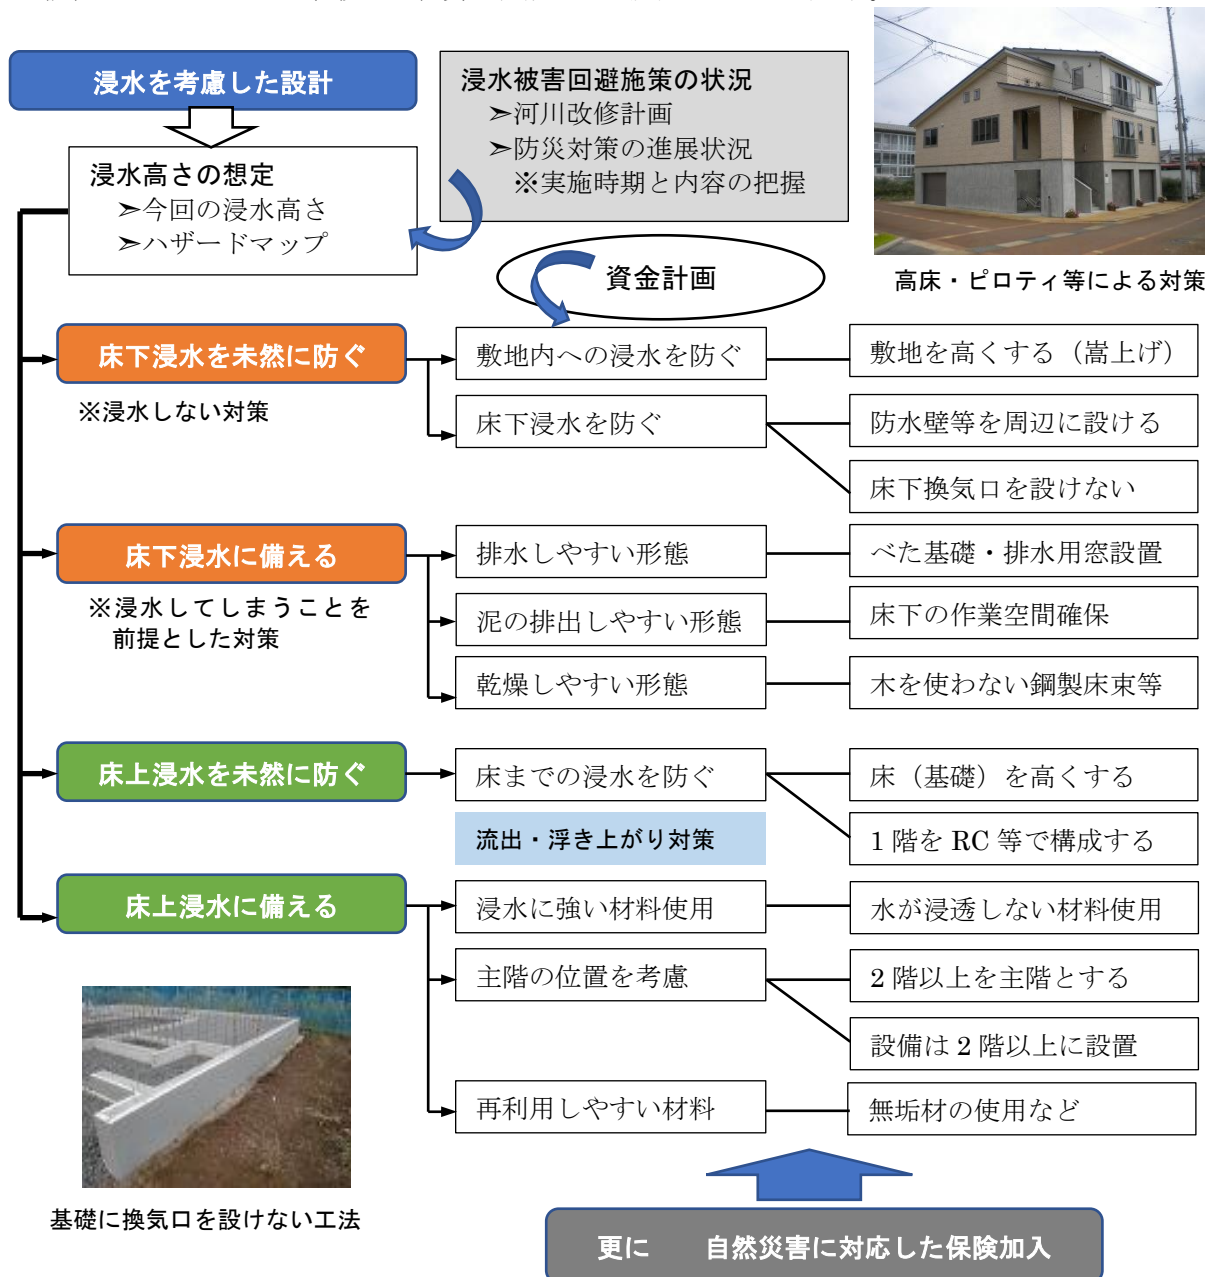 浸水を考慮した設計
浸水被害回避施策の状況
➢河川改修計画
➢防災対策の進展状況
※実施時期と内容の把握
浸水高さの想定
➢今回の浸水高さ
➢ハザードマップ
資金計画
高床・ピロティ等による対策
床下浸水を未然に防ぐ
※浸水しない対策
敷地内への浸水を防ぐ
敷地を高くする（嵩上げ）
床下浸水を防ぐ
防水壁等を周辺に設ける
床下換気口を設けない
床下浸水に備える
※浸水してしまうことを
前提とした対策
排水しやすい形態
べた基礎・排水用窓設置
泥の排出しやすい形態
床下の作業空間確保
乾燥しやすい形態
木を使わない鋼製床束等
床上浸水を未然に防ぐ
床までの浸水を防ぐ
床（基礎）を高くする
1 階を RC 等で構成する
流出・浮き上がり対策
床上浸水に備える
浸水に強い材料使用
水が浸透しない材料使用
主階の位置を考慮
2 階以上を主階とする
設備は 2 階以上に設置
再利用しやすい材料
無垢材の使用など
基礎に換気口を設けない工法
更に　　自然災害に対応した保険加入